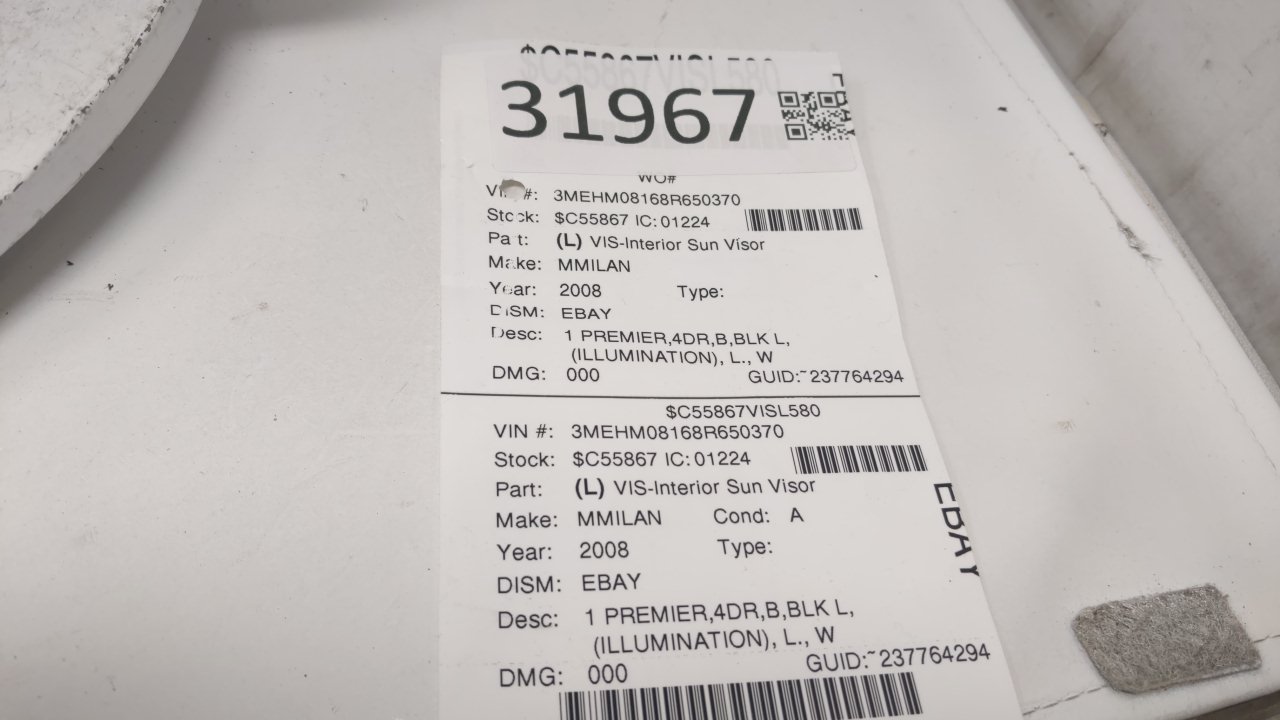 $C55867VISL580
31967
WO#
VIN #: 3MEHM08168R650370
Stock: $C55867 IC: 01224
Part: (L) VIS-Interior Sun Visor
Make: MMILAN
Year: 2008 Type:
DISM: EBAY
Desc: 1 PREMIER,4DR,B,BLK L,
(ILLUMINATION), L., W
DMG: 000 GUID:~237764294
$C55867VISL580
VIN #: 3MEHM08168R650370
Stock: $C55867 IC: 01224
Part: (L) VIS-Interior Sun Visor
Make: MMILAN Cond: A
Year: 2008 Type:
DISM: EBAY
EBAY
Desc: 1 PREMIER,4DR,B,BLK L,
(ILLUMINATION), L., W
DMG: 000 GUID:~237764294